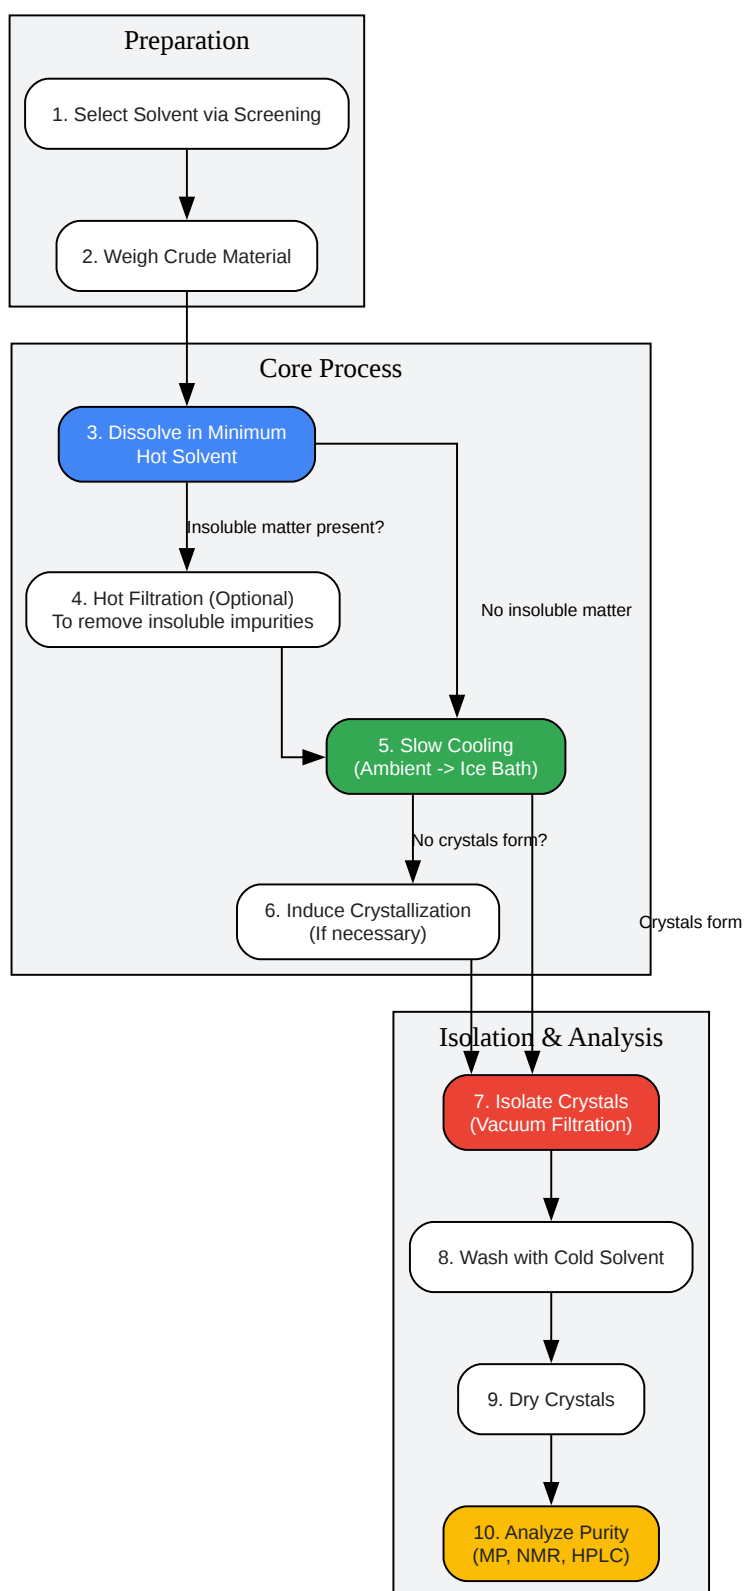 Preparation
1. Select Solvent via Screening
2. Weigh Crude Material
Core Process
3. Dissolve in Minimum
Hot Solvent
Insoluble matter present?
4. Hot Filtration (Optional)
To remove insoluble impurities
No insoluble matter
5. Slow Cooling
(Ambient -> Ice Bath)
No crystals form?
6. Induce Crystallization
(If necessary)
Crystals form
Isolation & Analysis
7. Isolate Crystals
(Vacuum Filtration)
8. Wash with Cold Solvent
9. Dry Crystals
10. Analyze Purity
(MP, NMR, HPLC)